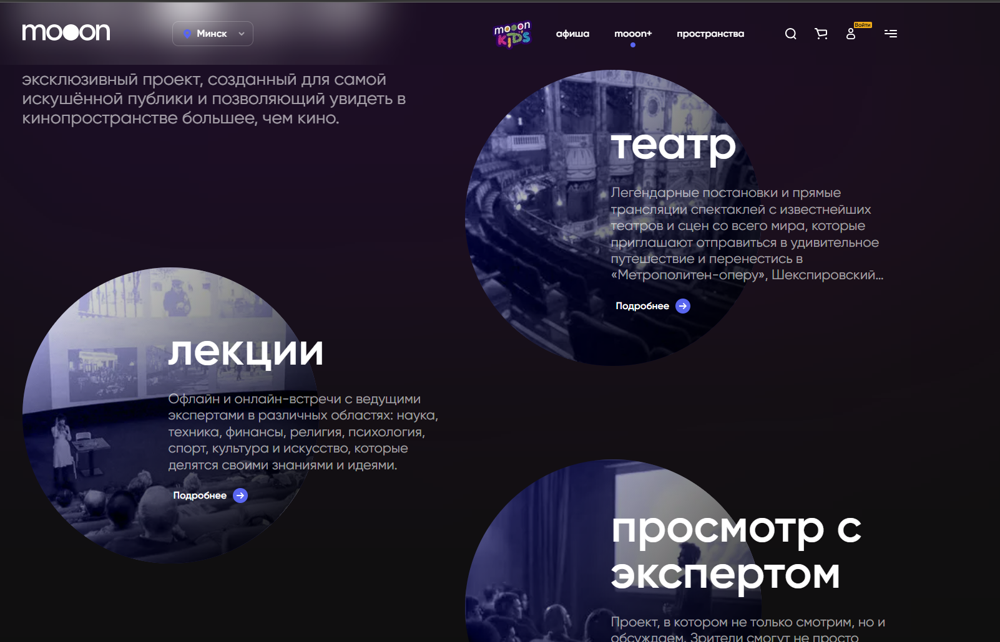 mooon
Минск
mooon
KIDS
афиша
mooon+
пространства
Войти
эксклюзивный проект, созданный для самой
искушённой публики и позволяющий увидеть в
кинопространстве большее, чем кино.
театр
Легендарные постановки и прямые
трансляции спектаклей с известнейших
театров и сцен со всего мира, которые
приглашают отправиться в удивительное
путешествие и перенестись в
«Метрополитен-оперу», Шекспировский...
Подробнее
лекции
Офлайн и онлайн-встречи с ведущими
экспертами в различных областях: наука,
техника, финансы, религия, психология,
спорт, культура и искусство, которые
делятся своими знаниями и идеями.
Подробнее
просмотр с
экспертом
Проект, в котором не только смотрим, но и
обсуждаем. Зрители смогут не просто